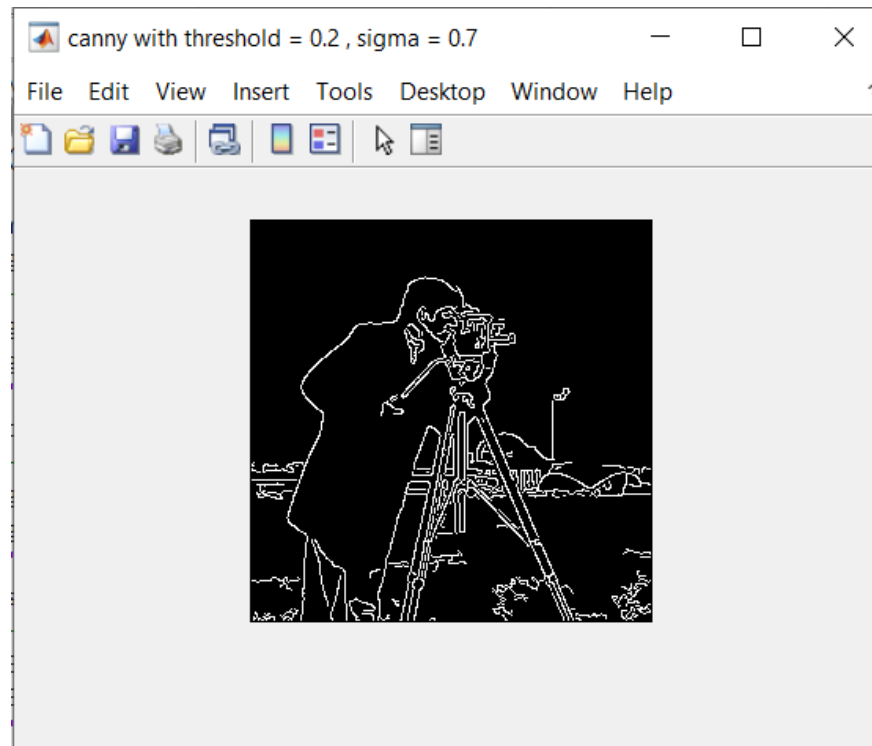 canny with threshold = 0.2 , sigma = 0.7
File Edit View Insert Tools Desktop Window Help